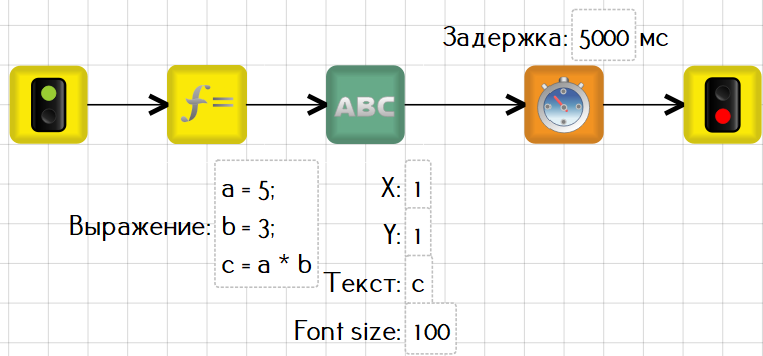 Задержка: 5000 мс
ƒ=
ABC
Выражение:
a = 5;
b = 3;
c = a * b
X: 1
Y: 1
Текст: c
Font size: 100